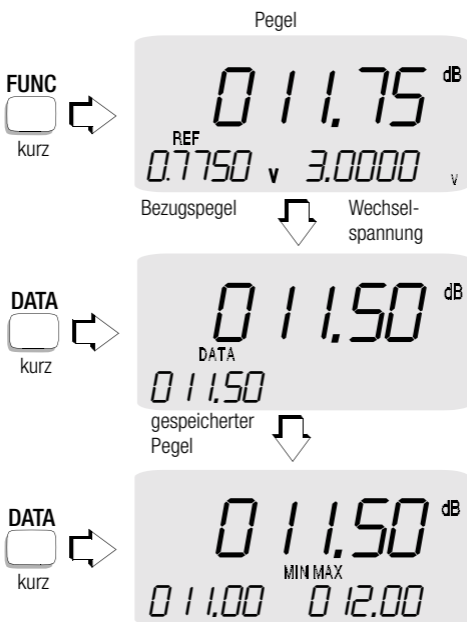 Pegel
FUNC
kurz
011.75 dB
REF
0.7750 V 3.0000 V
Bezugspegel
Wechsel-
spannung
DATA
kurz
011.50 dB
DATA
011.50
gespeicherter
Pegel
DATA
kurz
011.50 dB
MIN MAX
011.00 012.00